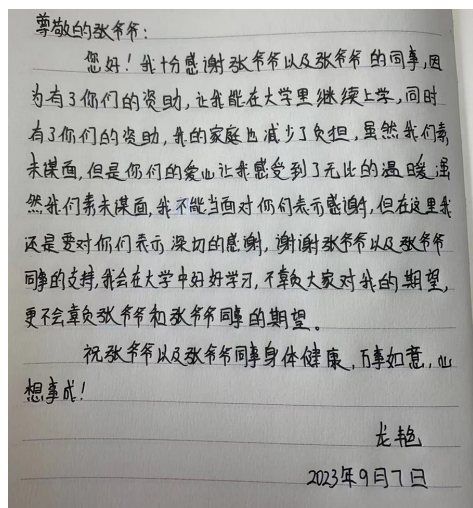 尊敬的张爷爷:
您好!我十分感谢张爷爷以及张爷爷的同事,因
为有了你们的资助,让我能在大学里继续上学,同时
有了你们的资助,我的家庭也减少了负担,虽然我们素
未谋面,但是你们的爱心让我感受到了无比的温暖虽
然我们素未谋面,我不能当面对你们表示感谢,但在这里我
还是要对你们表示深切的感谢,谢谢张爷爷以及张爷爷
同事的支持,我会在大学中好好学习,不辜负大家对我的期望,
更不会辜负张爷爷和张爷爷同事的期望。
祝张爷爷以及张爷爷同事身体健康,万事如意,心
想事成!
龙艳
2023年9月7日